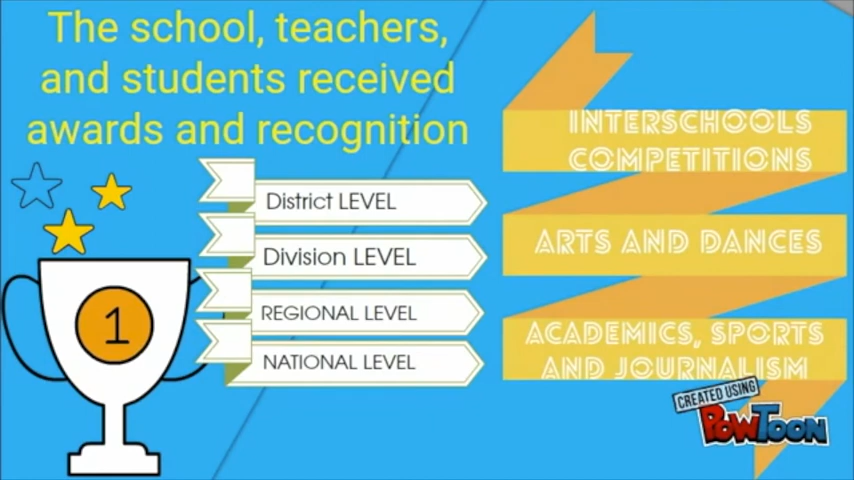 The school, teachers,
and students received
awards and recognition
District LEVEL
Division LEVEL
REGIONAL LEVEL
NATIONAL LEVEL
1
INTERSCHOOLS
COMPETITIONS
ARTS AND DANCES
ACADEMICS, SPORTS
AND JOURNALISM
CREATED USING
POWTOON